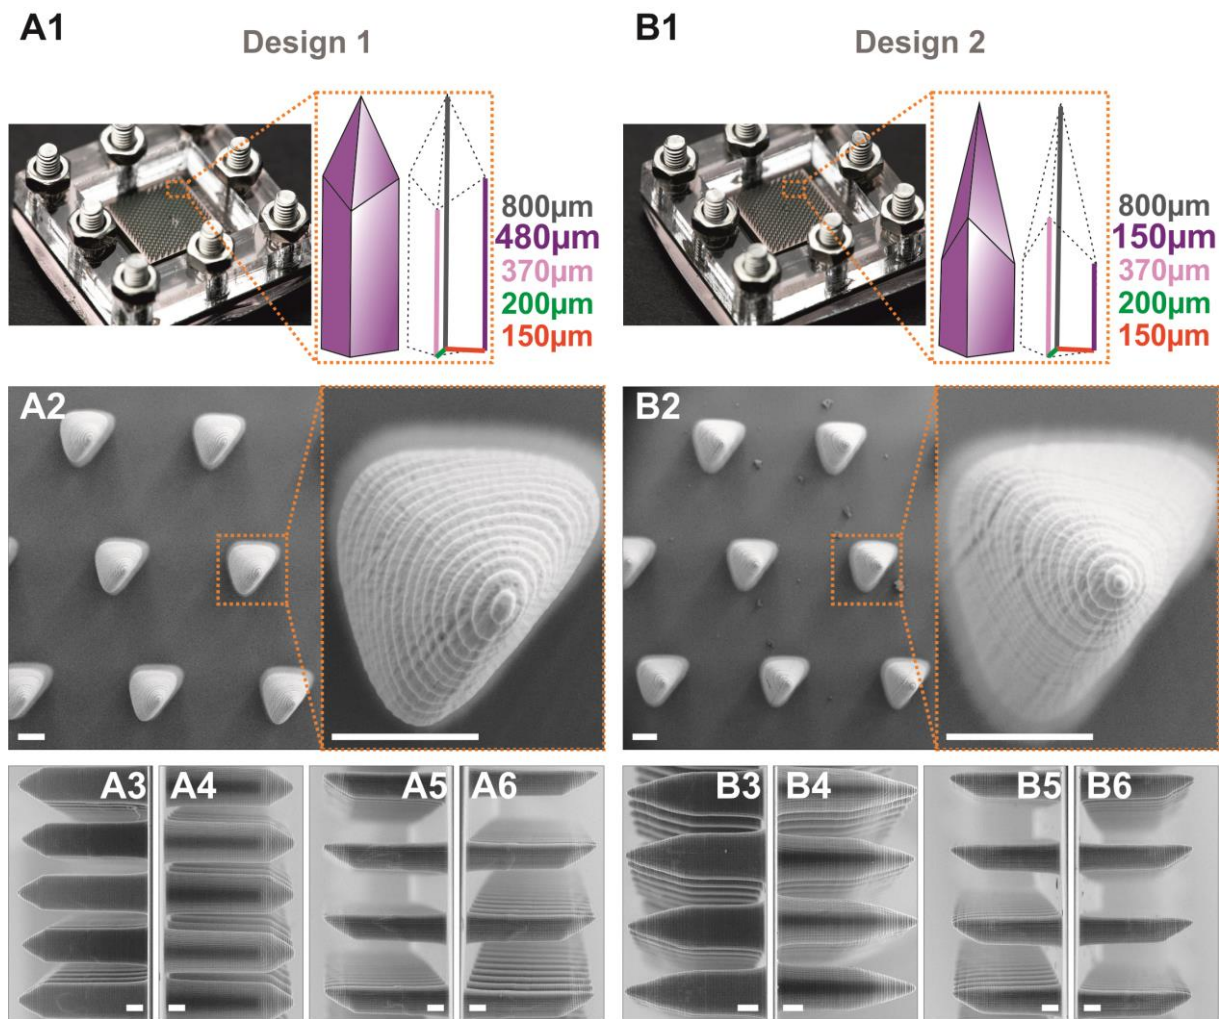 A1
Design 1
800µm
480µm
370µm
200µm
150µm
B1
Design 2
800µm
150µm
370µm
200µm
150µm
A2
B2
A3 A4 A5 A6
B3 B4 B5 B6